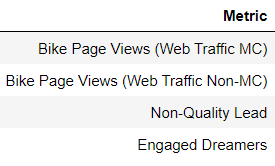 Metric
Bike Page Views (Web Traffic MC)
Bike Page Views (Web Traffic Non-MC)
Non-Quality Lead
Engaged Dreamers